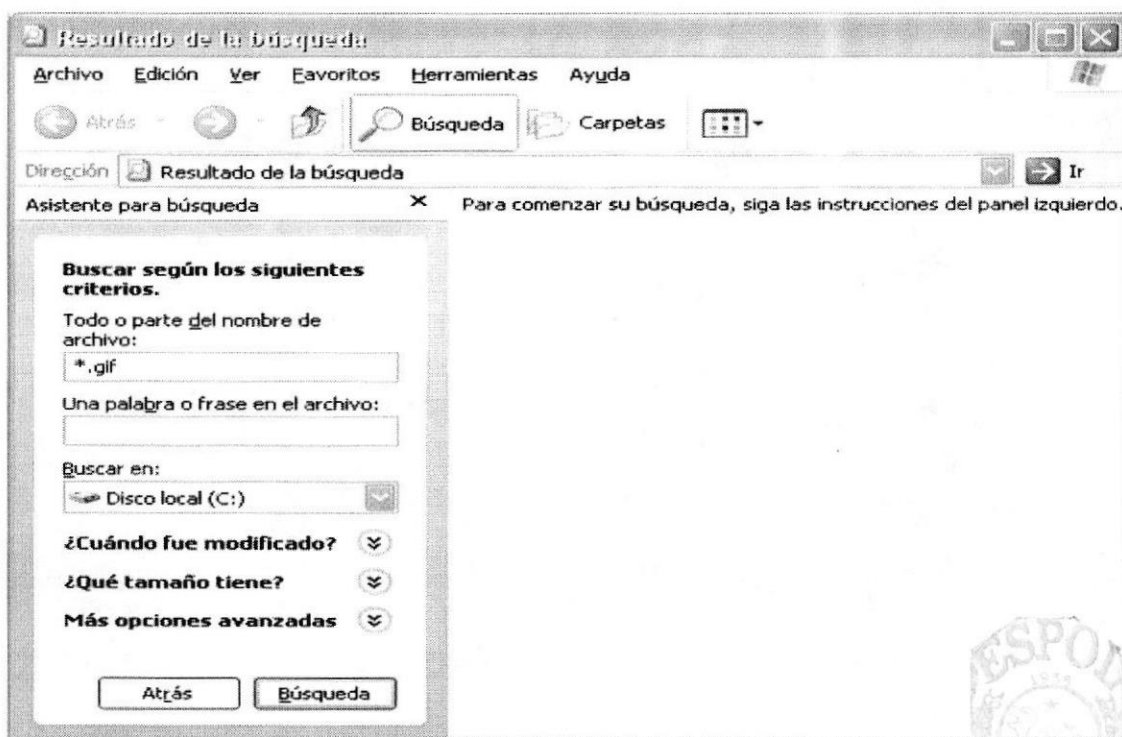 Resultado de la búsqueda
Archivo Edición Ver Favoritos Herramientas Ayuda
Atrás Búsqueda Carpetas
Dirección Resultado de la búsqueda Ir
Asistente para búsqueda
Para comenzar su búsqueda, siga las instrucciones del panel izquierdo.
Buscar según los siguientes
criterios.
Todo o parte del nombre de
archivo:
*.gif
Una palabra o frase en el archivo:
Buscar en:
Disco local (C:)
¿Cuándo fue modificado?
¿Qué tamaño tiene?
Más opciones avanzadas
Atrás Búsqueda